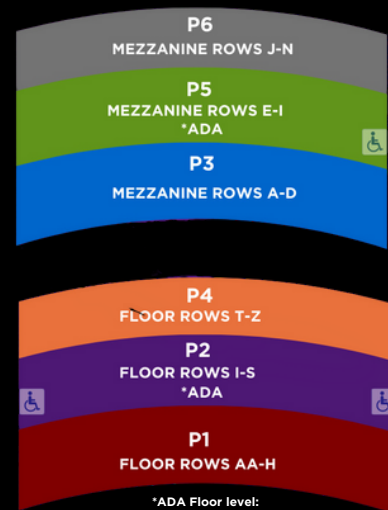 P6
MEZZANINE ROWS J-N
P5
MEZZANINE ROWS E-I
*ADA
P3
MEZZANINE ROWS A-D
P4
FLOOR ROWS T-Z
P2
FLOOR ROWS I-S
*ADA
P1
FLOOR ROWS AA-H
*ADA Floor level: